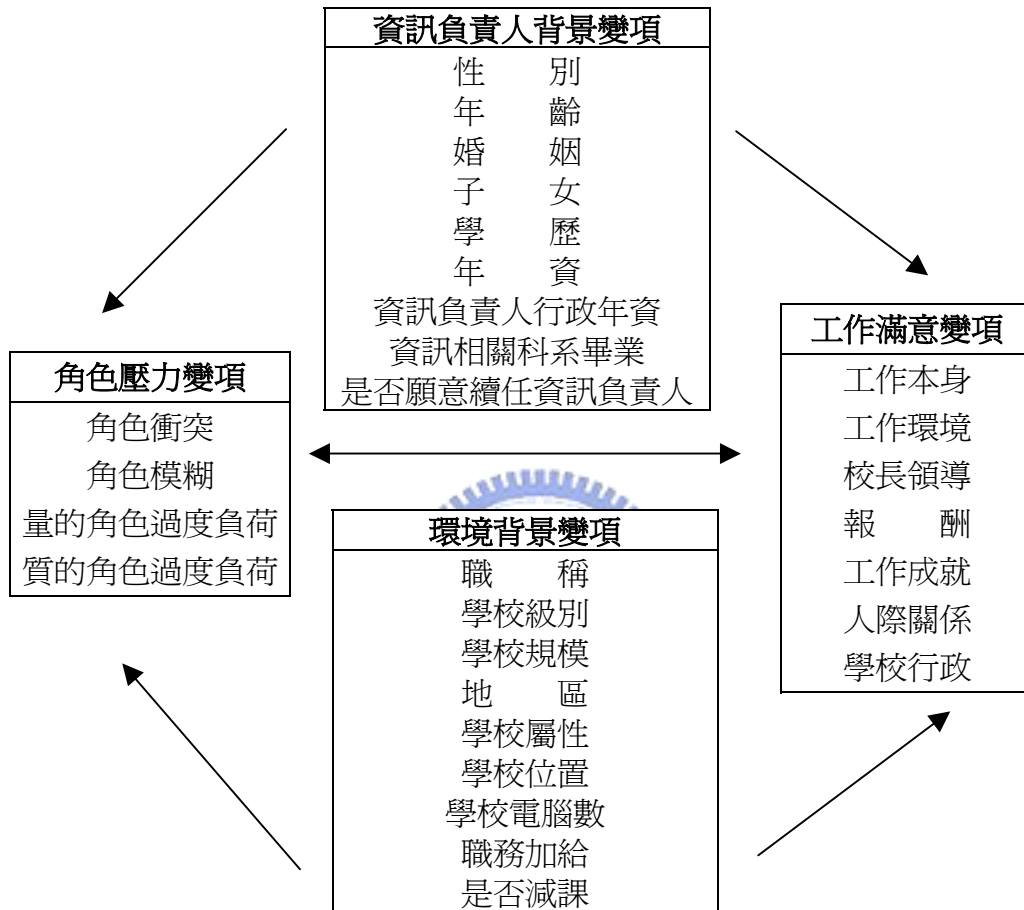 資訊負責人背景變項
性 別
年 齡
婚 姻
子 女
學 歷
年 資
資訊負責人行政年資
資訊相關科系畢業
是否願意續任資訊負責人
角色壓力變項
角色衝突
角色模糊
量的角色過度負荷
質的角色過度負荷
工作滿意變項
工作本身
工作環境
校長領導
報 酬
工作成就
人際關係
學校行政
環境背景變項
職 稱
學校級別
學校規模
地 區
學校屬性
學校位置
學校電腦數
職務加給
是否減課